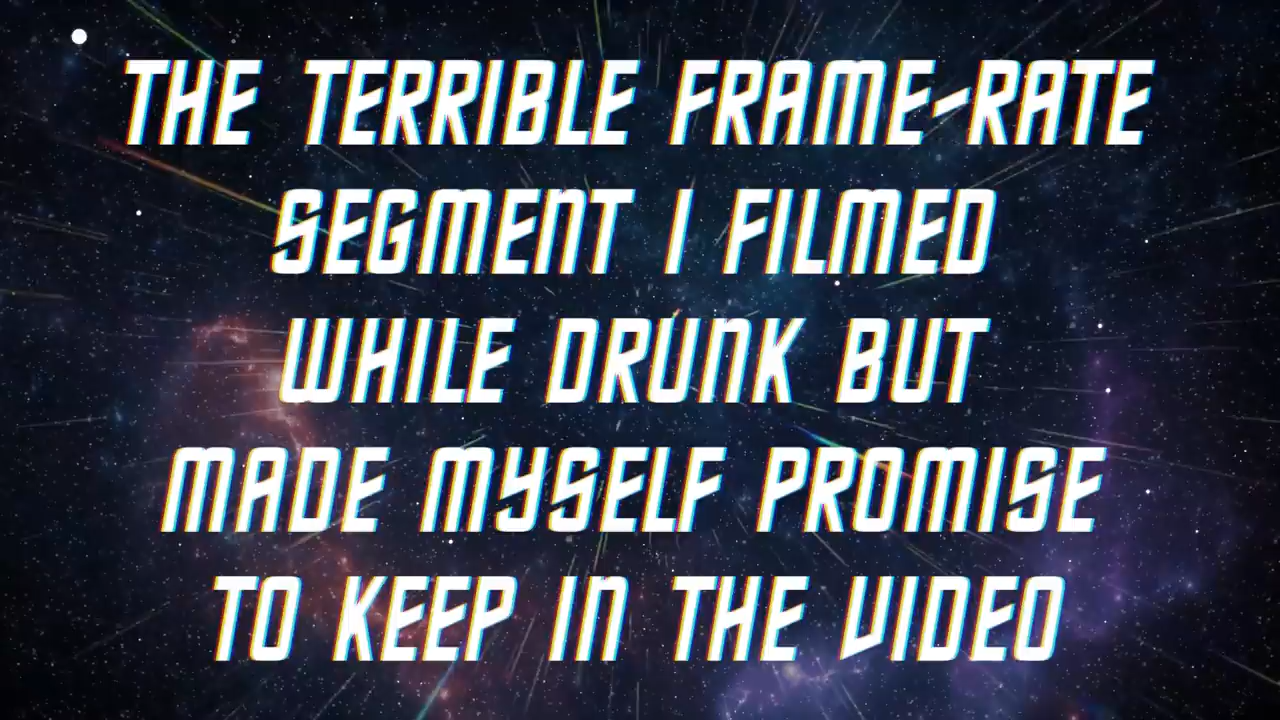 THE TERRIBLE FRAME-RATE
SEGMENT I FILMED
WHILE DRUNK BUT
MADE MYSELF PROMISE
TO KEEP IN THE VIDEO